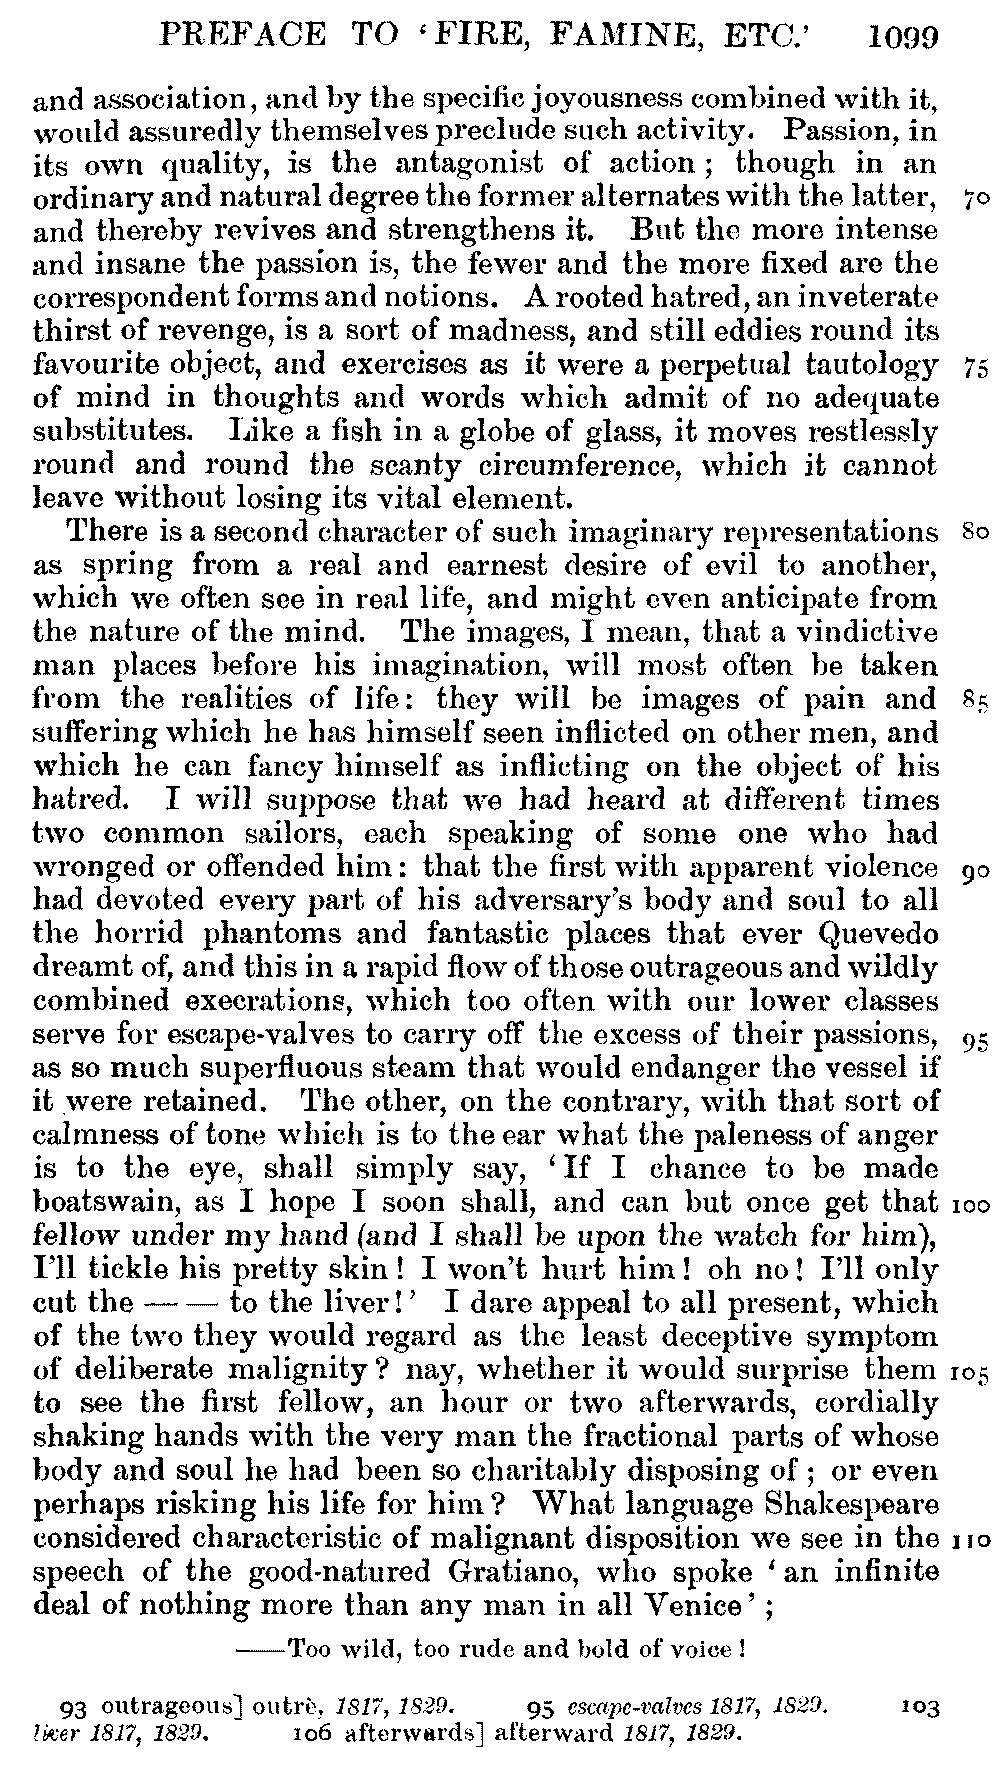 PREFACE TO ‘FIRE, FAMINE, ETC.’ 1099
and association, and by the specific joyousness combined with it,
would assuredly themselves preclude such activity. Passion, in
its own quality, is the antagonist of action ; though in an
ordinary and natural degree the former alternates with the latter, 70
and thereby revives and strengthens it. But the more intense
and insane the passion is, the fewer and the more fixed are the
correspondent forms and notions. A rooted hatred, an inveterate
thirst of revenge, is a sort of madness, and still eddies round its
favourite object, and exercises as it were a perpetual tautology 75
of mind in thoughts and words which admit of no adequate
substitutes. Like a fish in a globe of glass, it moves restlessly
round and round the scanty circumference, which it cannot
leave without losing its vital element.
There is a second character of such imaginary representations 80
as spring from a real and earnest desire of evil to another,
which we often see in real life, and might even anticipate from
the nature of the mind. The images, I mean, that a vindictive
man places before his imagination, will most often be taken
from the realities of life: they will be images of pain and 85
suffering which he has himself seen inflicted on other men, and
which he can fancy himself as inflicting on the object of his
hatred. I will suppose that we had heard at different times
two common sailors, each speaking of some one who had
wronged or offended him: that the first with apparent violence 90
had devoted every part of his adversary's body and soul to all
the horrid phantoms and fantastic places that ever Quevedo
dreamt of, and this in a rapid flow of those outrageous and wildly
combined execrations, which too often with our lower classes
serve for escape-valves to carry off the excess of their passions, 95
as so much superfluous steam that would endanger the vessel if
it were retained. The other, on the contrary, with that sort of
calmness of tone which is to the ear what the paleness of anger
is to the eye, shall simply say, ‘If I chance to be made
boatswain, as I hope I soon shall, and can but once get that 100
fellow under my hand (and I shall be upon the watch for him),
I'll tickle his pretty skin! I won't hurt him! oh no! I'll only
cut the — — to the liver!’ I dare appeal to all present, which
of the two they would regard as the least deceptive symptom
of deliberate malignity? nay, whether it would surprise them 105
to see the first fellow, an hour or two afterwards, cordially
shaking hands with the very man the fractional parts of whose
body and soul he had been so charitably disposing of ; or even
perhaps risking his life for him? What language Shakespeare
considered characteristic of malignant disposition we see in the 110
speech of the good-natured Gratiano, who spoke ‘an infinite
deal of nothing more than any man in all Venice’ ;
——Too wild, too rude and bold of voice!
93 outrageous] outrè, 1817, 1829. 95 escape-valves 1817, 1829. 103
liver 1817, 1829. 106 afterwards] afterward 1817, 1829.